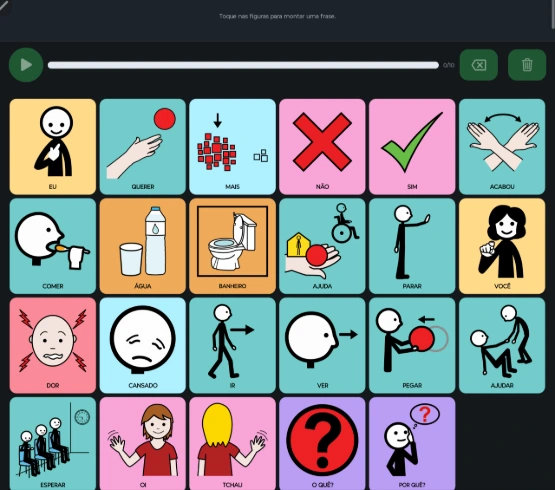 Toque nas figuras para montar uma frase.
0/10
EU
QUERER
MAIS
NÃO
SIM
ACABOU
COMER
ÁGUA
BANHEIRO
AJUDA
PARAR
VOCÊ
DOR
CANSADO
IR
VER
PEGAR
AJUDAR
ESPERAR
OI
TCHAU
O QUÊ?
POR QUÊ?